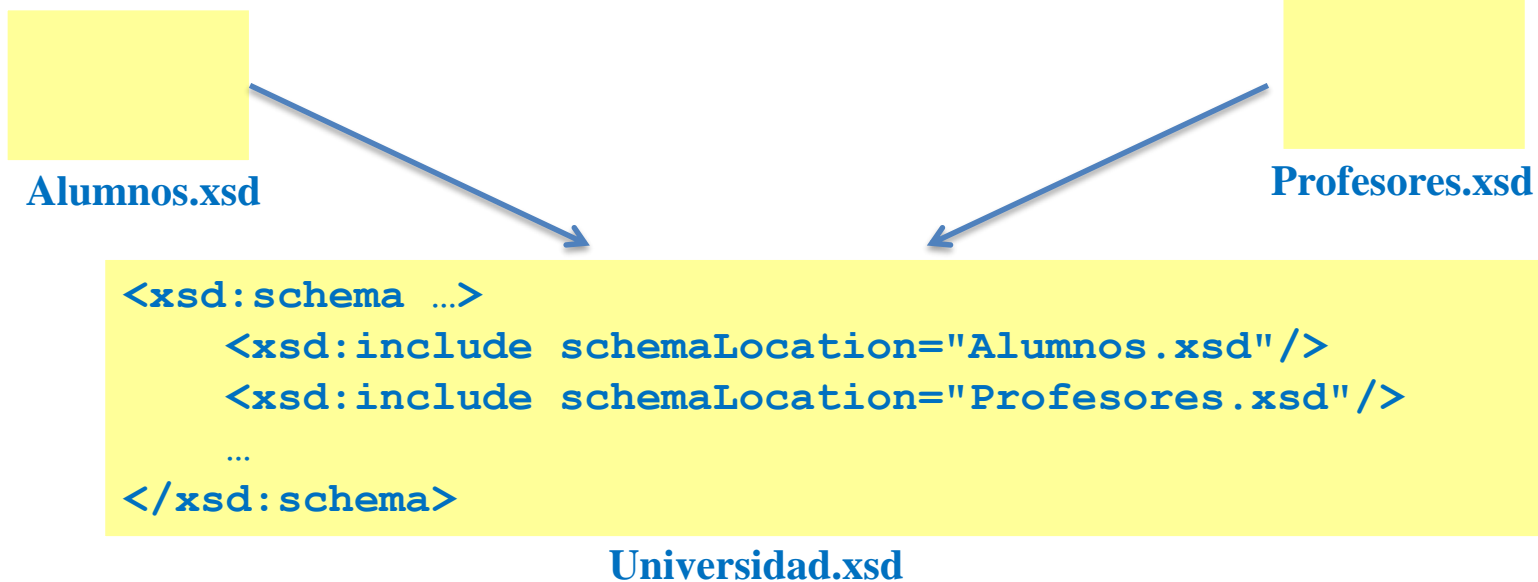 Alumnos.xsd
Profesores.xsd
<xsd:schema …>
<xsd:include schemaLocation="Alumnos.xsd"/>
<xsd:include schemaLocation="Profesores.xsd"/>
…
</xsd:schema>
Universidad.xsd